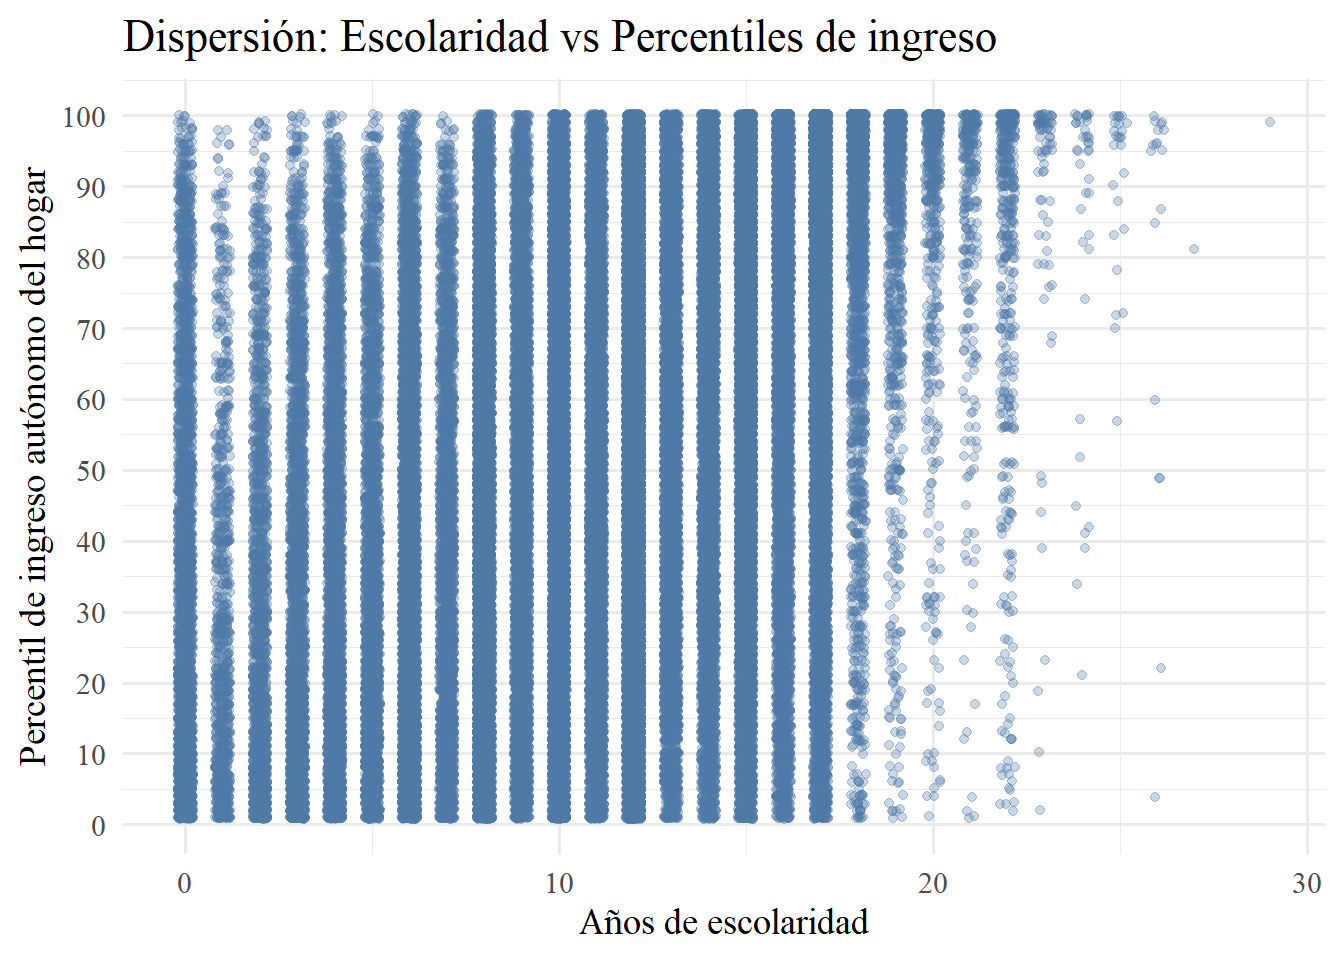 Dispersión: Escolaridad vs Percentiles de ingreso
Percentil de ingreso autónomo del hogar
100
90
80
70
60
50
40
30
20
10
0
0 10 20 30
Años de escolaridad